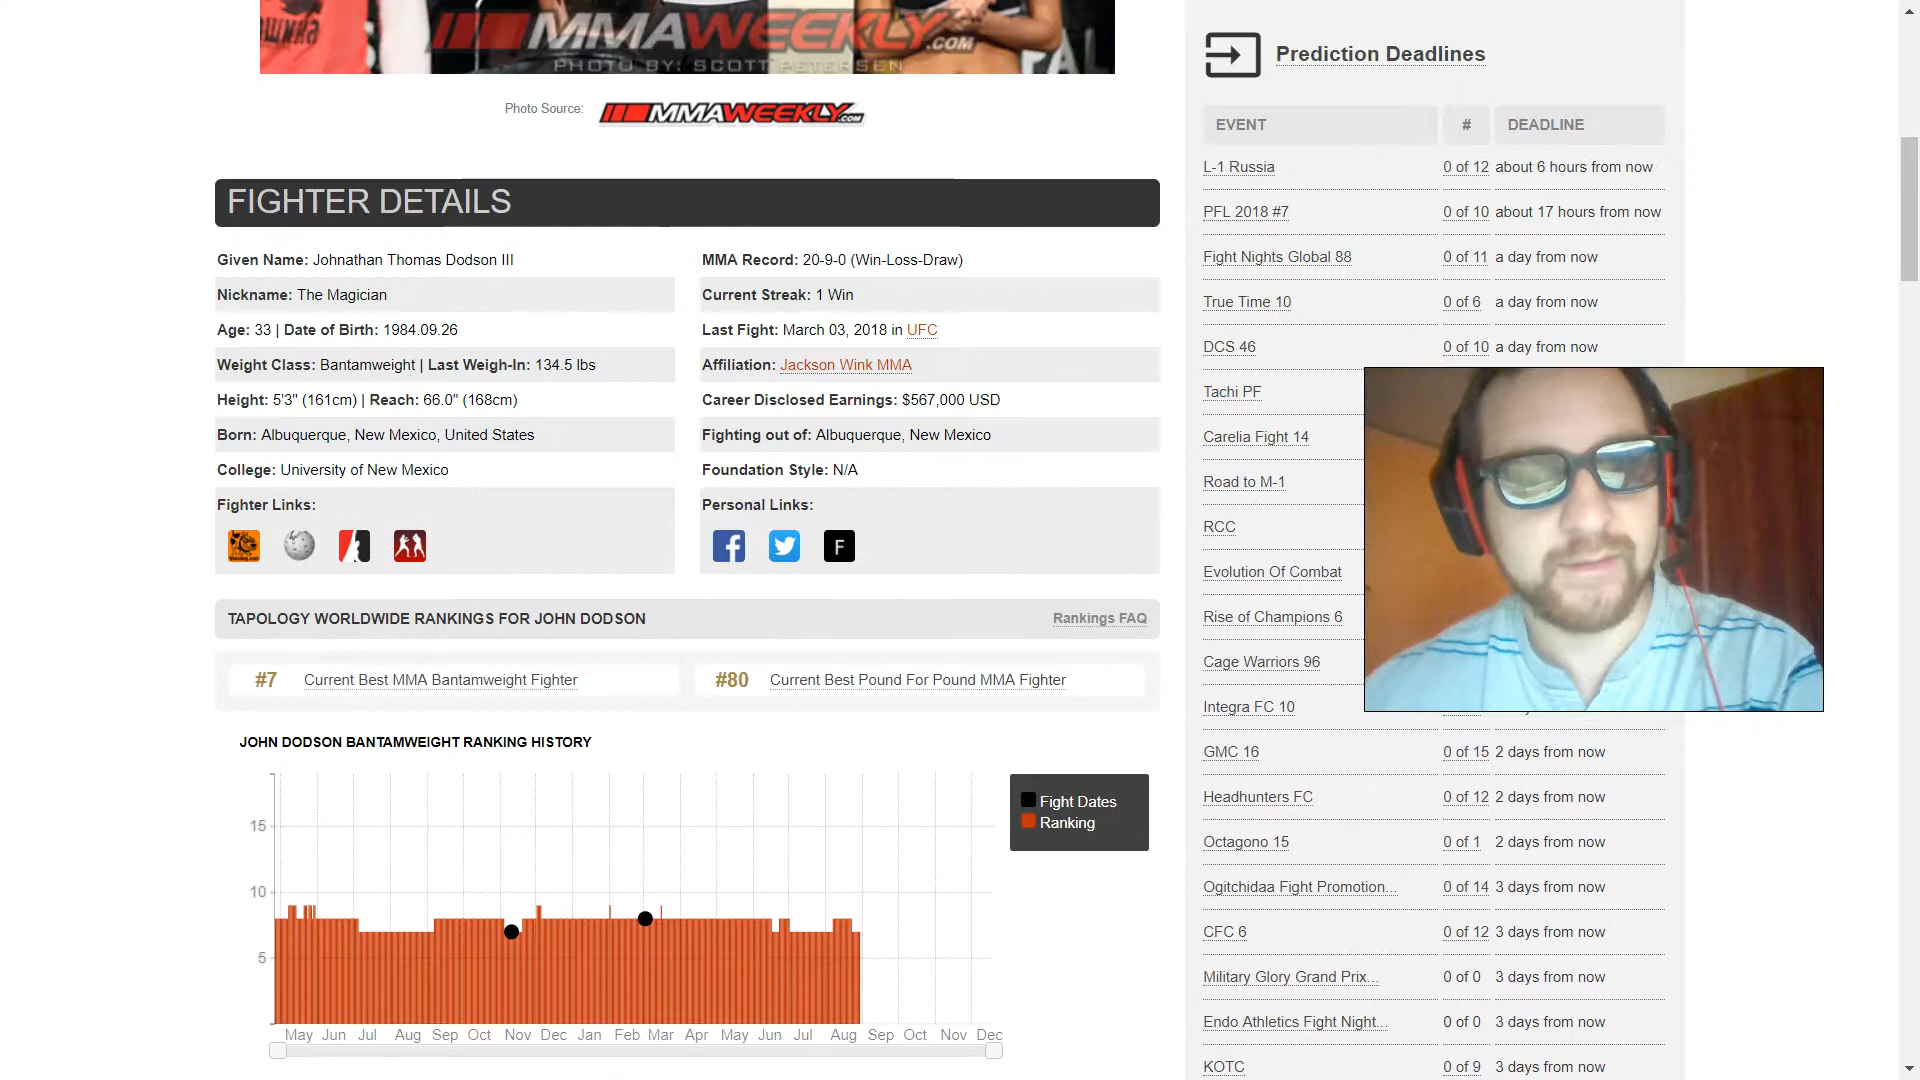 ШИКА
MMAWEEKLY.COM
PHOTO BY: SCOTT PETERSEN
Photo Source:
MMAWEEKLY.COM
FIGHTER DETAILS
Given Name: Johnathan Thomas Dodson III
MMA Record: 20-9-0 (Win-Loss-Draw)
Nickname: The Magician
Current Streak: 1 Win
Age: 33 | Date of Birth: 1984.09.26
Last Fight: March 03, 2018 in UFC
Weight Class: Bantamweight | Last Weigh-In: 134.5 lbs
Affiliation: Jackson Wink MMA
Height: 5'3" (161cm) | Reach: 66.0" (168cm)
Career Disclosed Earnings: $567,000 USD
Born: Albuquerque, New Mexico, United States
Fighting out of: Albuquerque, New Mexico
College: University of New Mexico
Foundation Style: N/A
Fighter Links:
Personal Links:
F
TAPOLOGY WORLDWIDE RANKINGS FOR JOHN DODSON
Rankings FAQ
#7 Current Best MMA Bantamweight Fighter
#80 Current Best Pound For Pound MMA Fighter
JOHN DODSON BANTAMWEIGHT RANKING HISTORY
Fight Dates
Ranking
15
10
5
May Jun Jul Aug Sep Oct Nov Dec Jan Feb Mar Apr May Jun Jul Aug Sep Oct Nov Dec
Prediction Deadlines
EVENT # DEADLINE
L-1 Russia 0 of 12 about 6 hours from now
PFL 2018 #7 0 of 10 about 17 hours from now
Fight Nights Global 88 0 of 11 a day from now
True Time 10 0 of 6 a day from now
DCS 46 0 of 10 a day from now
Tachi PF
Carelia Fight 14
Road to M-1
RCC
Evolution Of Combat
Rise of Champions 6
Cage Warriors 96
Integra FC 10
GMC 16 0 of 15 2 days from now
Headhunters FC 0 of 12 2 days from now
Octagono 15 0 of 1 2 days from now
Ogitchidaa Fight Promotion... 0 of 14 3 days from now
CFC 6 0 of 12 3 days from now
Military Glory Grand Prix... 0 of 0 3 days from now
Endo Athletics Fight Night... 0 of 0 3 days from now
KOTC 0 of 9 3 days from now